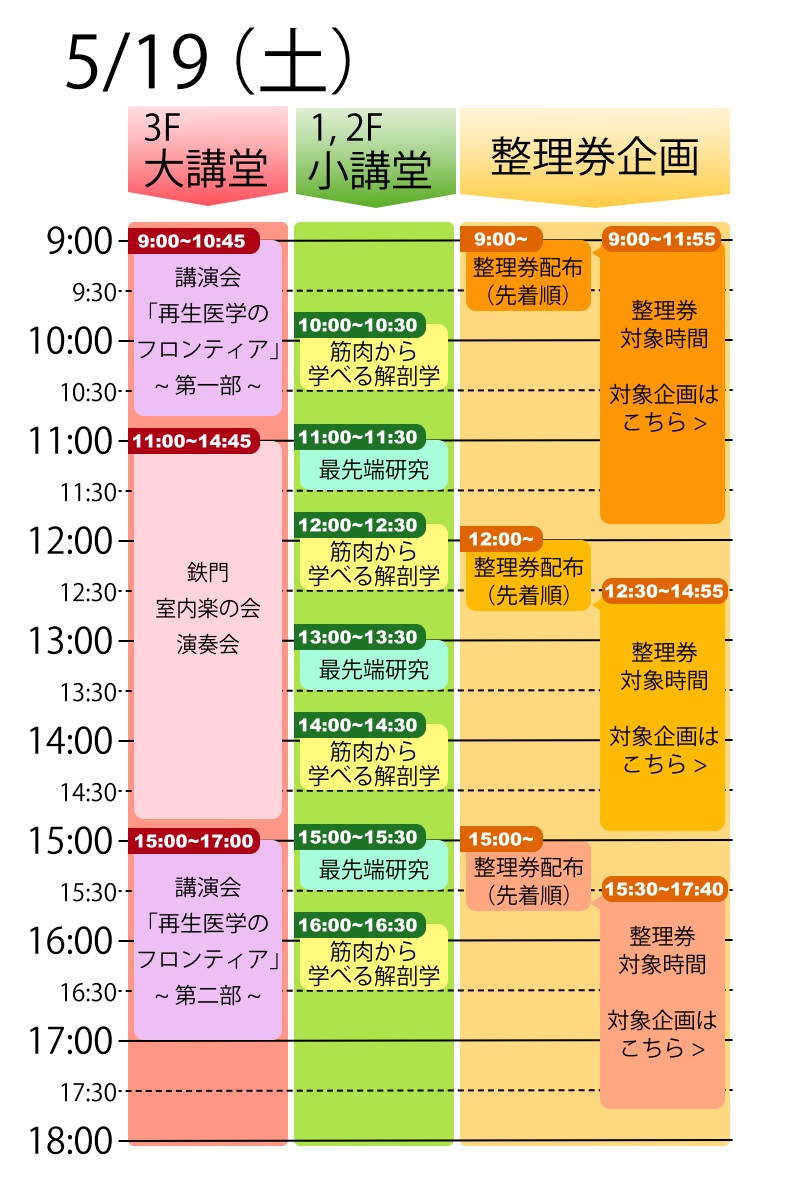 5/19（土）
3F
大講堂
1, 2F
小講堂
整理券企画
9:00
9:30
10:00
10:30
11:00
11:30
12:00
12:30
13:00
13:30
14:00
14:30
15:00
15:30
16:00
16:30
17:00
17:30
18:00
9:00~10:45
講演会
「再生医学の
フロンティア」
~ 第一部 ~
11:00~14:45
鉄門
室内楽の会
演奏会
15:00~17:00
講演会
「再生医学の
フロンティア」
~ 第二部 ~
10:00~10:30
筋肉から
学べる解剖学
11:00~11:30
最先端研究
12:00~12:30
筋肉から
学べる解剖学
13:00~13:30
最先端研究
14:00~14:30
筋肉から
学べる解剖学
15:00~15:30
最先端研究
16:00~16:30
筋肉から
学べる解剖学
9:00~
整理券配布
（先着順）
9:00~11:55
整理券
対象時間
対象企画は
こちら >
12:00~
整理券配布
（先着順）
12:30~14:55
整理券
対象時間
対象企画は
こちら >
15:00~
整理券配布
（先着順）
15:30~17:40
整理券
対象時間
対象企画は
こちら >